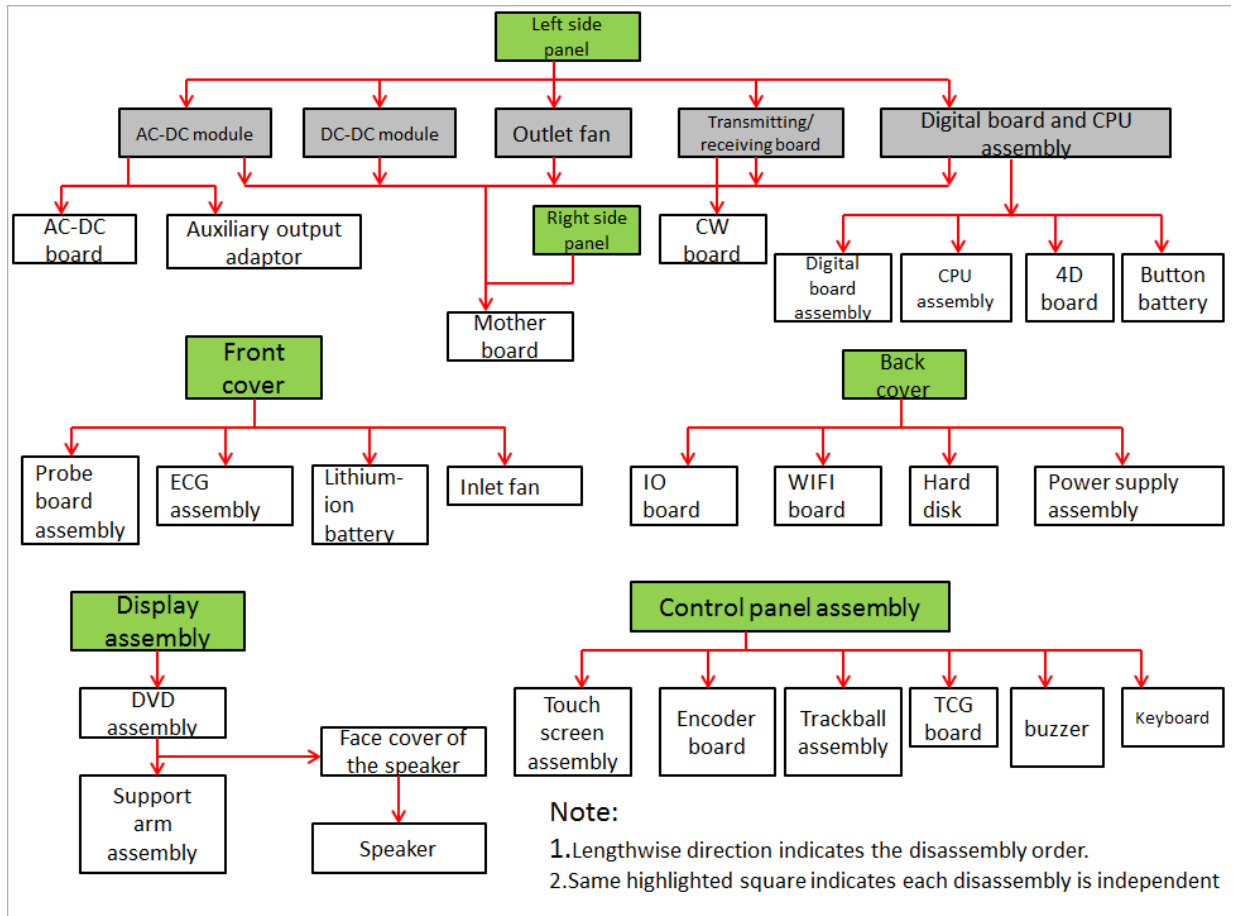 Left side
panel
AC-DC module
DC-DC module
Outlet fan
Transmitting/
receiving board
Digital board and CPU
assembly
AC-DC
board
Auxiliary output
adaptor
Right side
panel
CW
board
Digital
board
assembly
CPU
assembly
4D
board
Button
battery
Mother
board
Front
cover
Back
cover
Probe
board
assembly
ECG
assembly
Lithium-
ion
battery
Inlet fan
IO
board
WIFI
board
Hard
disk
Power supply
assembly
Display
assembly
Control panel assembly
DVD
assembly
Face cover of
the speaker
Support
arm
assembly
Speaker
Touch
screen
assembly
Encoder
board
Trackball
assembly
TCG
board
buzzer
Keyboard
Note:
1.Lengthwise direction indicates the disassembly order.
2.Same highlighted square indicates each disassembly is independent